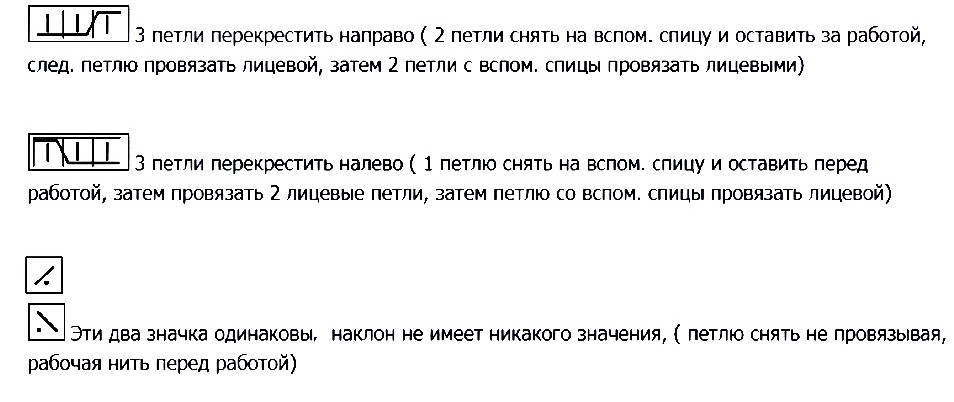 3 петли перекрестить направо ( 2 петли снять на вспом. спицу и оставить за работой,
след. петлю провязать лицевой, затем 2 петли с вспом. спицы провязать лицевыми)
3 петли перекрестить налево ( 1 петлю снять на вспом. спицу и оставить перед
работой, затем провязать 2 лицевые петли, затем петлю со вспом. спицы провязать лицевой)
Эти два значка одинаковы, наклон не имеет никакого значения, ( петлю снять не провязывая,
рабочая нить перед работой)